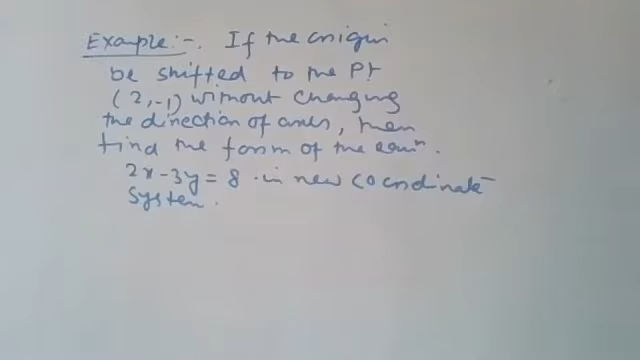 Example:-. If the origin
be shifted to the Pt
(2,-1) without changing
the direction of axes, then
find the form of the equⁿ.
2x-3y=8. in new coordinate
system.